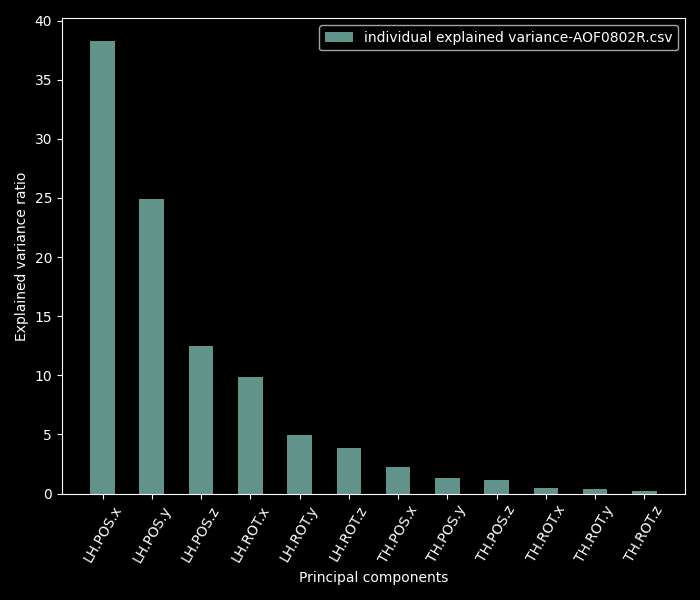 individual explained variance-AOF0802R.csv
40
35
30
25
20
15
10
5
0
Explained variance ratio
LH.POS.x
LH.POS.y
LH.POS.z
LH.ROT.x
LH.ROT.y
LH.ROT.z
TH.POS.x
TH.POS.y
TH.POS.z
TH.ROT.x
TH.ROT.y
TH.ROT.z
Principal components